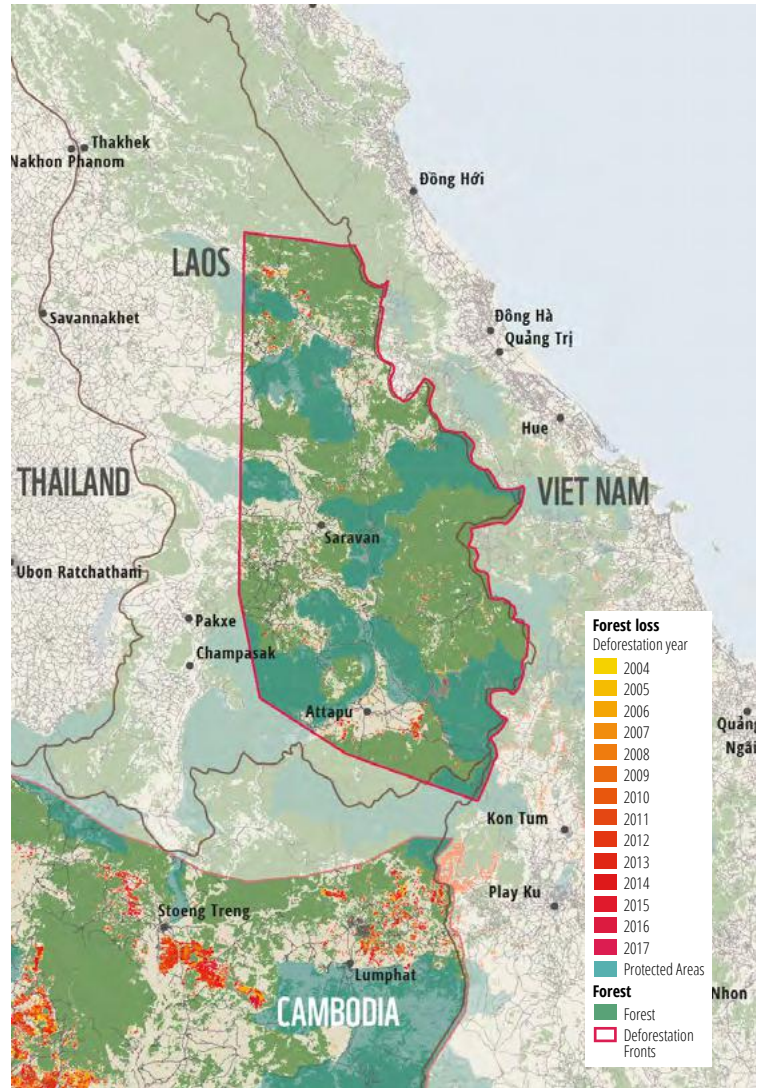 Thakhek
Nakhon Phanom
Đồng Hới
LAOS
Savannakhet
Đông Hà
Quảng Trị
Hue
THAILAND
VIET NAM
Saravan
Ubon Ratchathani
Pakxe
Champasak
Attapu
Quảng
Ngãi
Kon Tum
Play Ku
Stoeng Treng
Lumphat
CAMBODIA
Nhon
Forest loss
Deforestation year
2004
2005
2006
2007
2008
2009
2010
2011
2012
2013
2014
2015
2016
2017
Protected Areas
Forest
Forest
Deforestation
Fronts